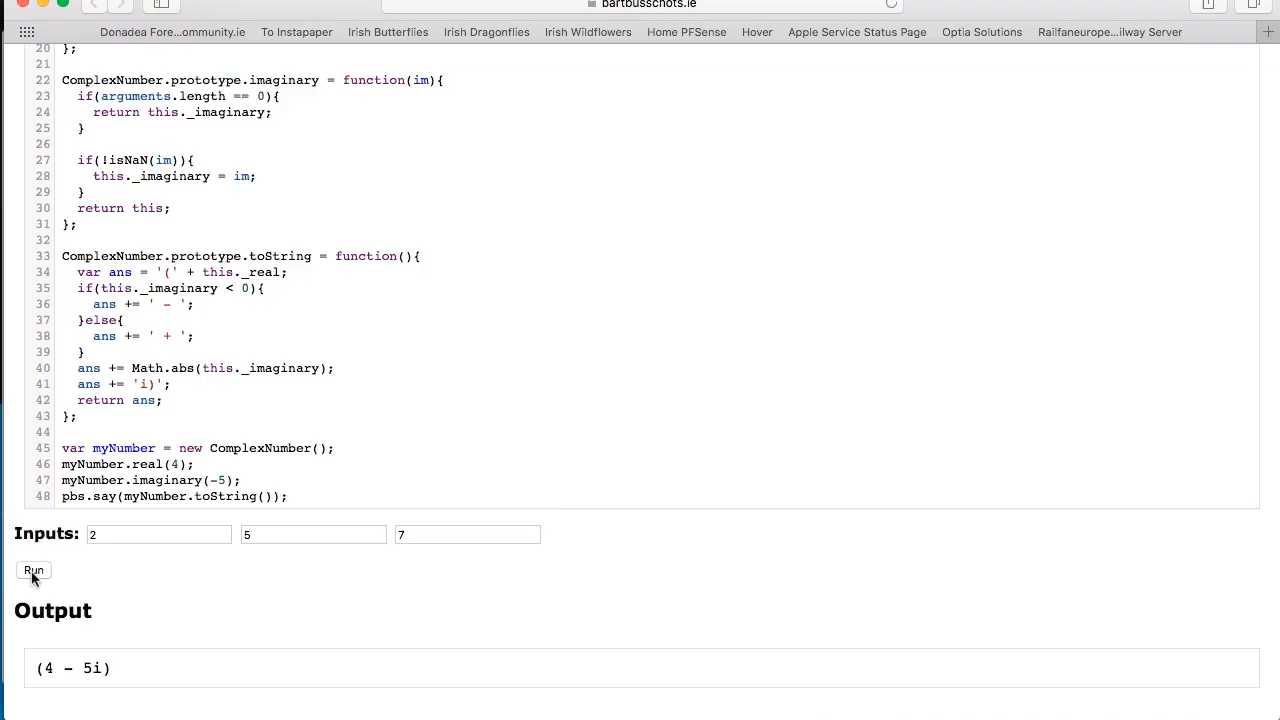 bartbusschots.ie
Donadea Fore...ommunity.ie To Instapaper Irish Butterflies Irish Dragonflies Irish Wildflowers Home PFSense Hover Apple Service Status Page Optia Solutions Railfaneurope...ilway Server
20 };
21
22 ComplexNumber.prototype.imaginary = function(im){
23   if(arguments.length == 0){
24     return this._imaginary;
25   }
26
27   if(!isNaN(im)){
28     this._imaginary = im;
29   }
30   return this;
31 };
32
33 ComplexNumber.prototype.toString = function(){
34   var ans = '(' + this._real;
35   if(this._imaginary < 0){
36     ans += ' - ';
37   }else{
38     ans += ' + ';
39   }
40   ans += Math.abs(this._imaginary);
41   ans += 'i)';
42   return ans;
43 };
44
45 var myNumber = new ComplexNumber();
46 myNumber.real(4);
47 myNumber.imaginary(-5);
48 pbs.say(myNumber.toString());
Inputs: 2 5 7
Run
Output
(4 - 5i)